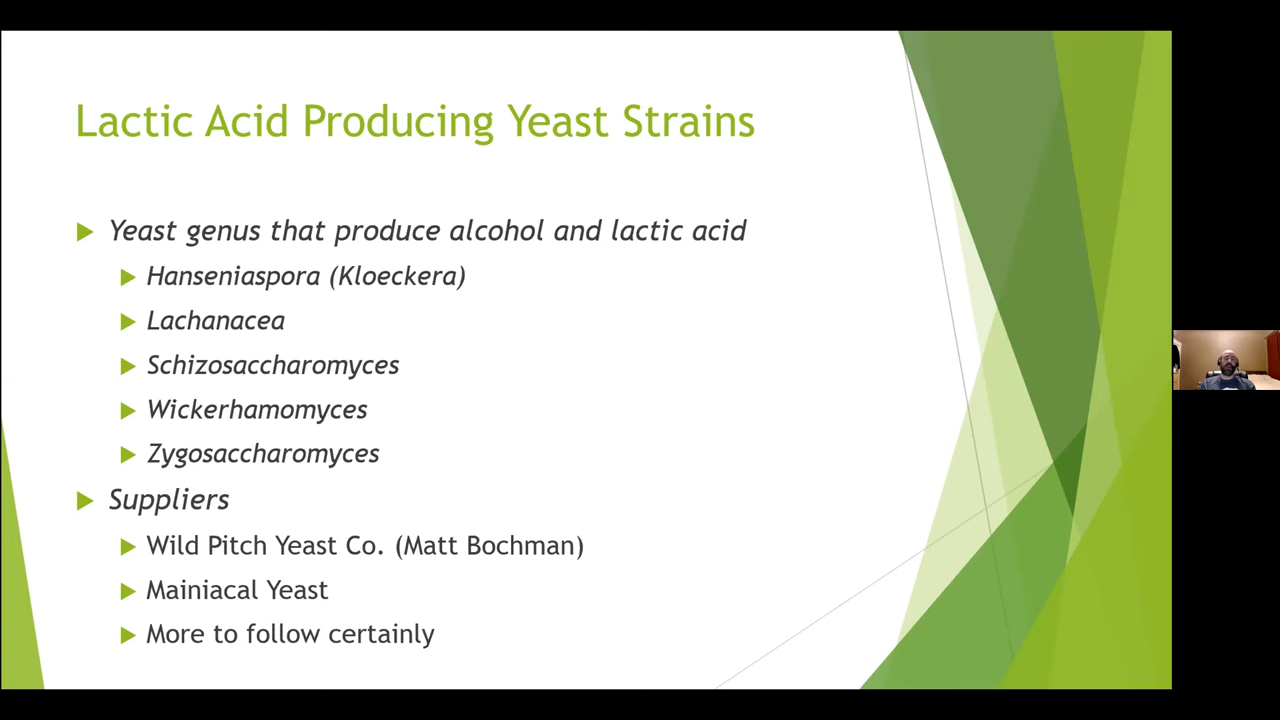 Lactic Acid Producing Yeast Strains
Yeast genus that produce alcohol and lactic acid
Hanseniaspora (Kloeckera)
Lachanacea
Schizosaccharomyces
Wickerhamomyces
Zygosaccharomyces
Suppliers
Wild Pitch Yeast Co. (Matt Bochman)
Mainiacal Yeast
More to follow certainly